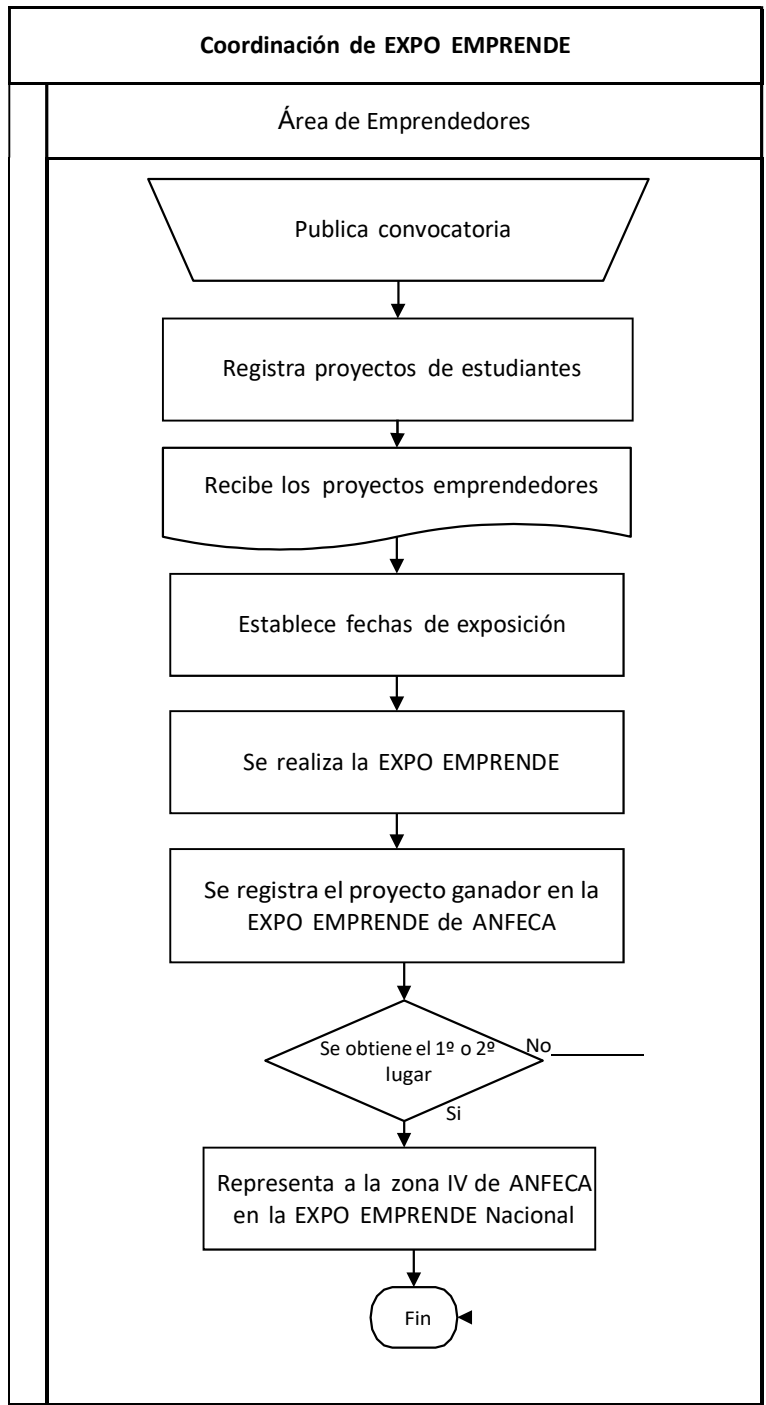 Coordinación de EXPO EMPRENDE
Área de Emprendedores
Publica convocatoria
Registra proyectos de estudiantes
Recibe los proyectos emprendedores
Establece fechas de exposición
Se realiza la EXPO EMPRENDE
Se registra el proyecto ganador en la
EXPO EMPRENDE de ANFECA
Se obtiene el 1º o 2º
lugar
No
Si
Representa a la zona IV de ANFECA
en la EXPO EMPRENDE Nacional
Fin